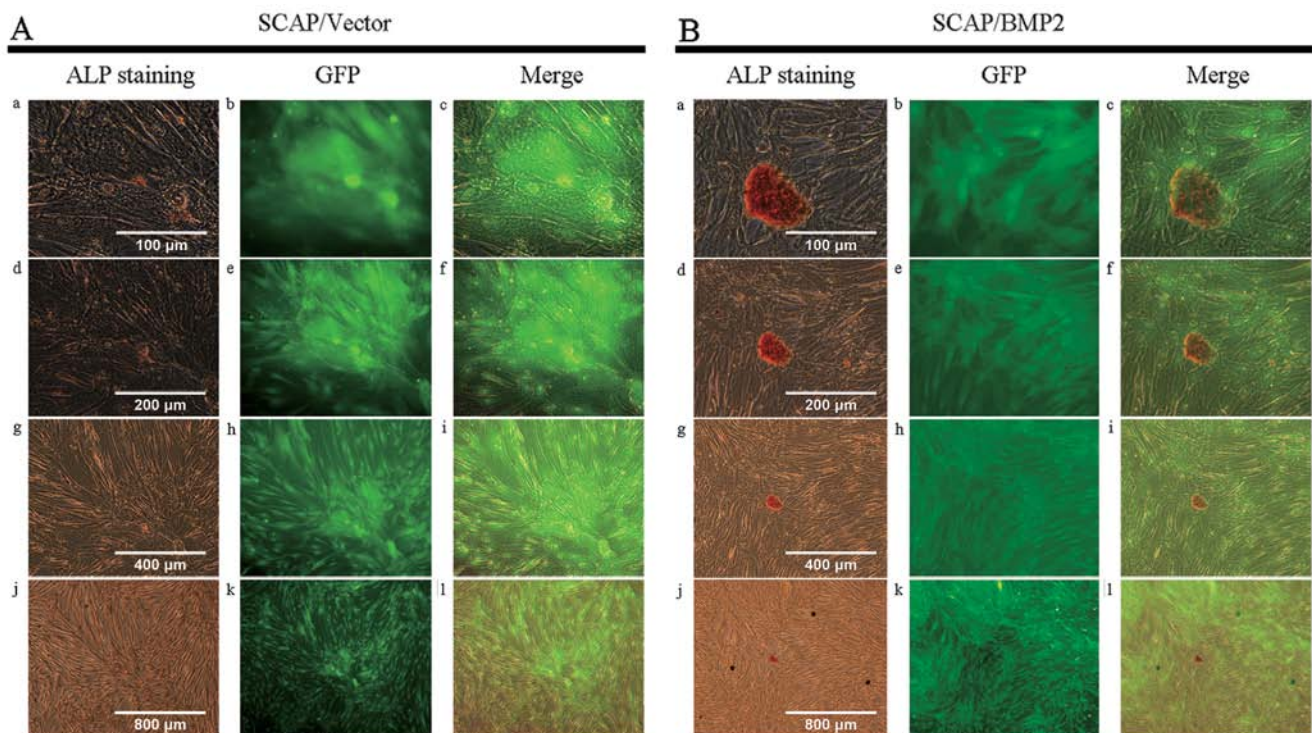 A
SCAP/Vector
B
SCAP/BMP2
ALP staining
GFP
Merge
ALP staining
GFP
Merge
a
b
c
a
b
c
100 µm
100 µm
d
e
f
d
e
f
200 µm
200 µm
g
h
i
g
h
i
400 µm
400 µm
j
k
l
j
k
l
800 µm
800 µm